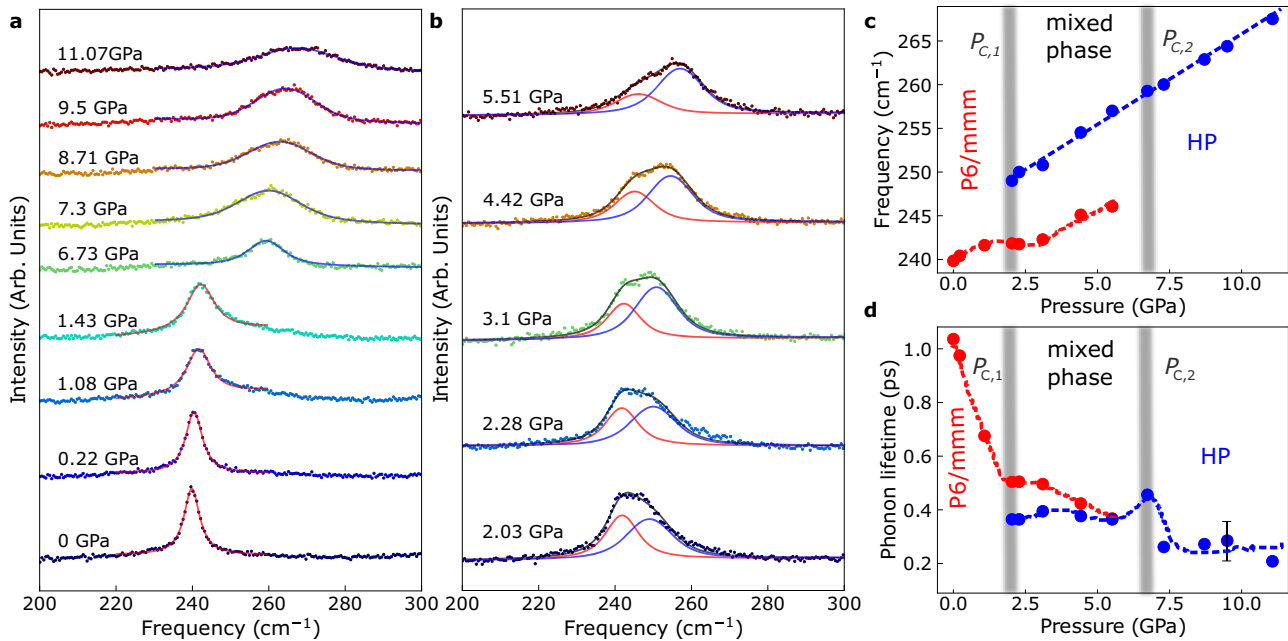 a
Intensity (Arb. Units)
11.07GPa
9.5 GPa
8.71 GPa
7.3 GPa
6.73 GPa
1.43 GPa
1.08 GPa
0.22 GPa
0 GPa
200 220 240 260 280 300
Frequency (cm⁻¹)
b
Intensity (Arb. Units)
5.51 GPa
4.42 GPa
3.1 GPa
2.28 GPa
2.03 GPa
200 220 240 260 280 300
Frequency (cm⁻¹)
c
Frequency (cm⁻¹)
265
260
255
250
245
240
P6/mmm
P_C,1
mixed
phase
P_C,2
HP
0.0 2.5 5.0 7.5 10.0
Pressure (GPa)
d
Phonon lifetime (ps)
1.0
0.8
0.6
0.4
0.2
P6/mmm
P_C,1
mixed
phase
P_C,2
HP
0.0 2.5 5.0 7.5 10.0
Pressure (GPa)